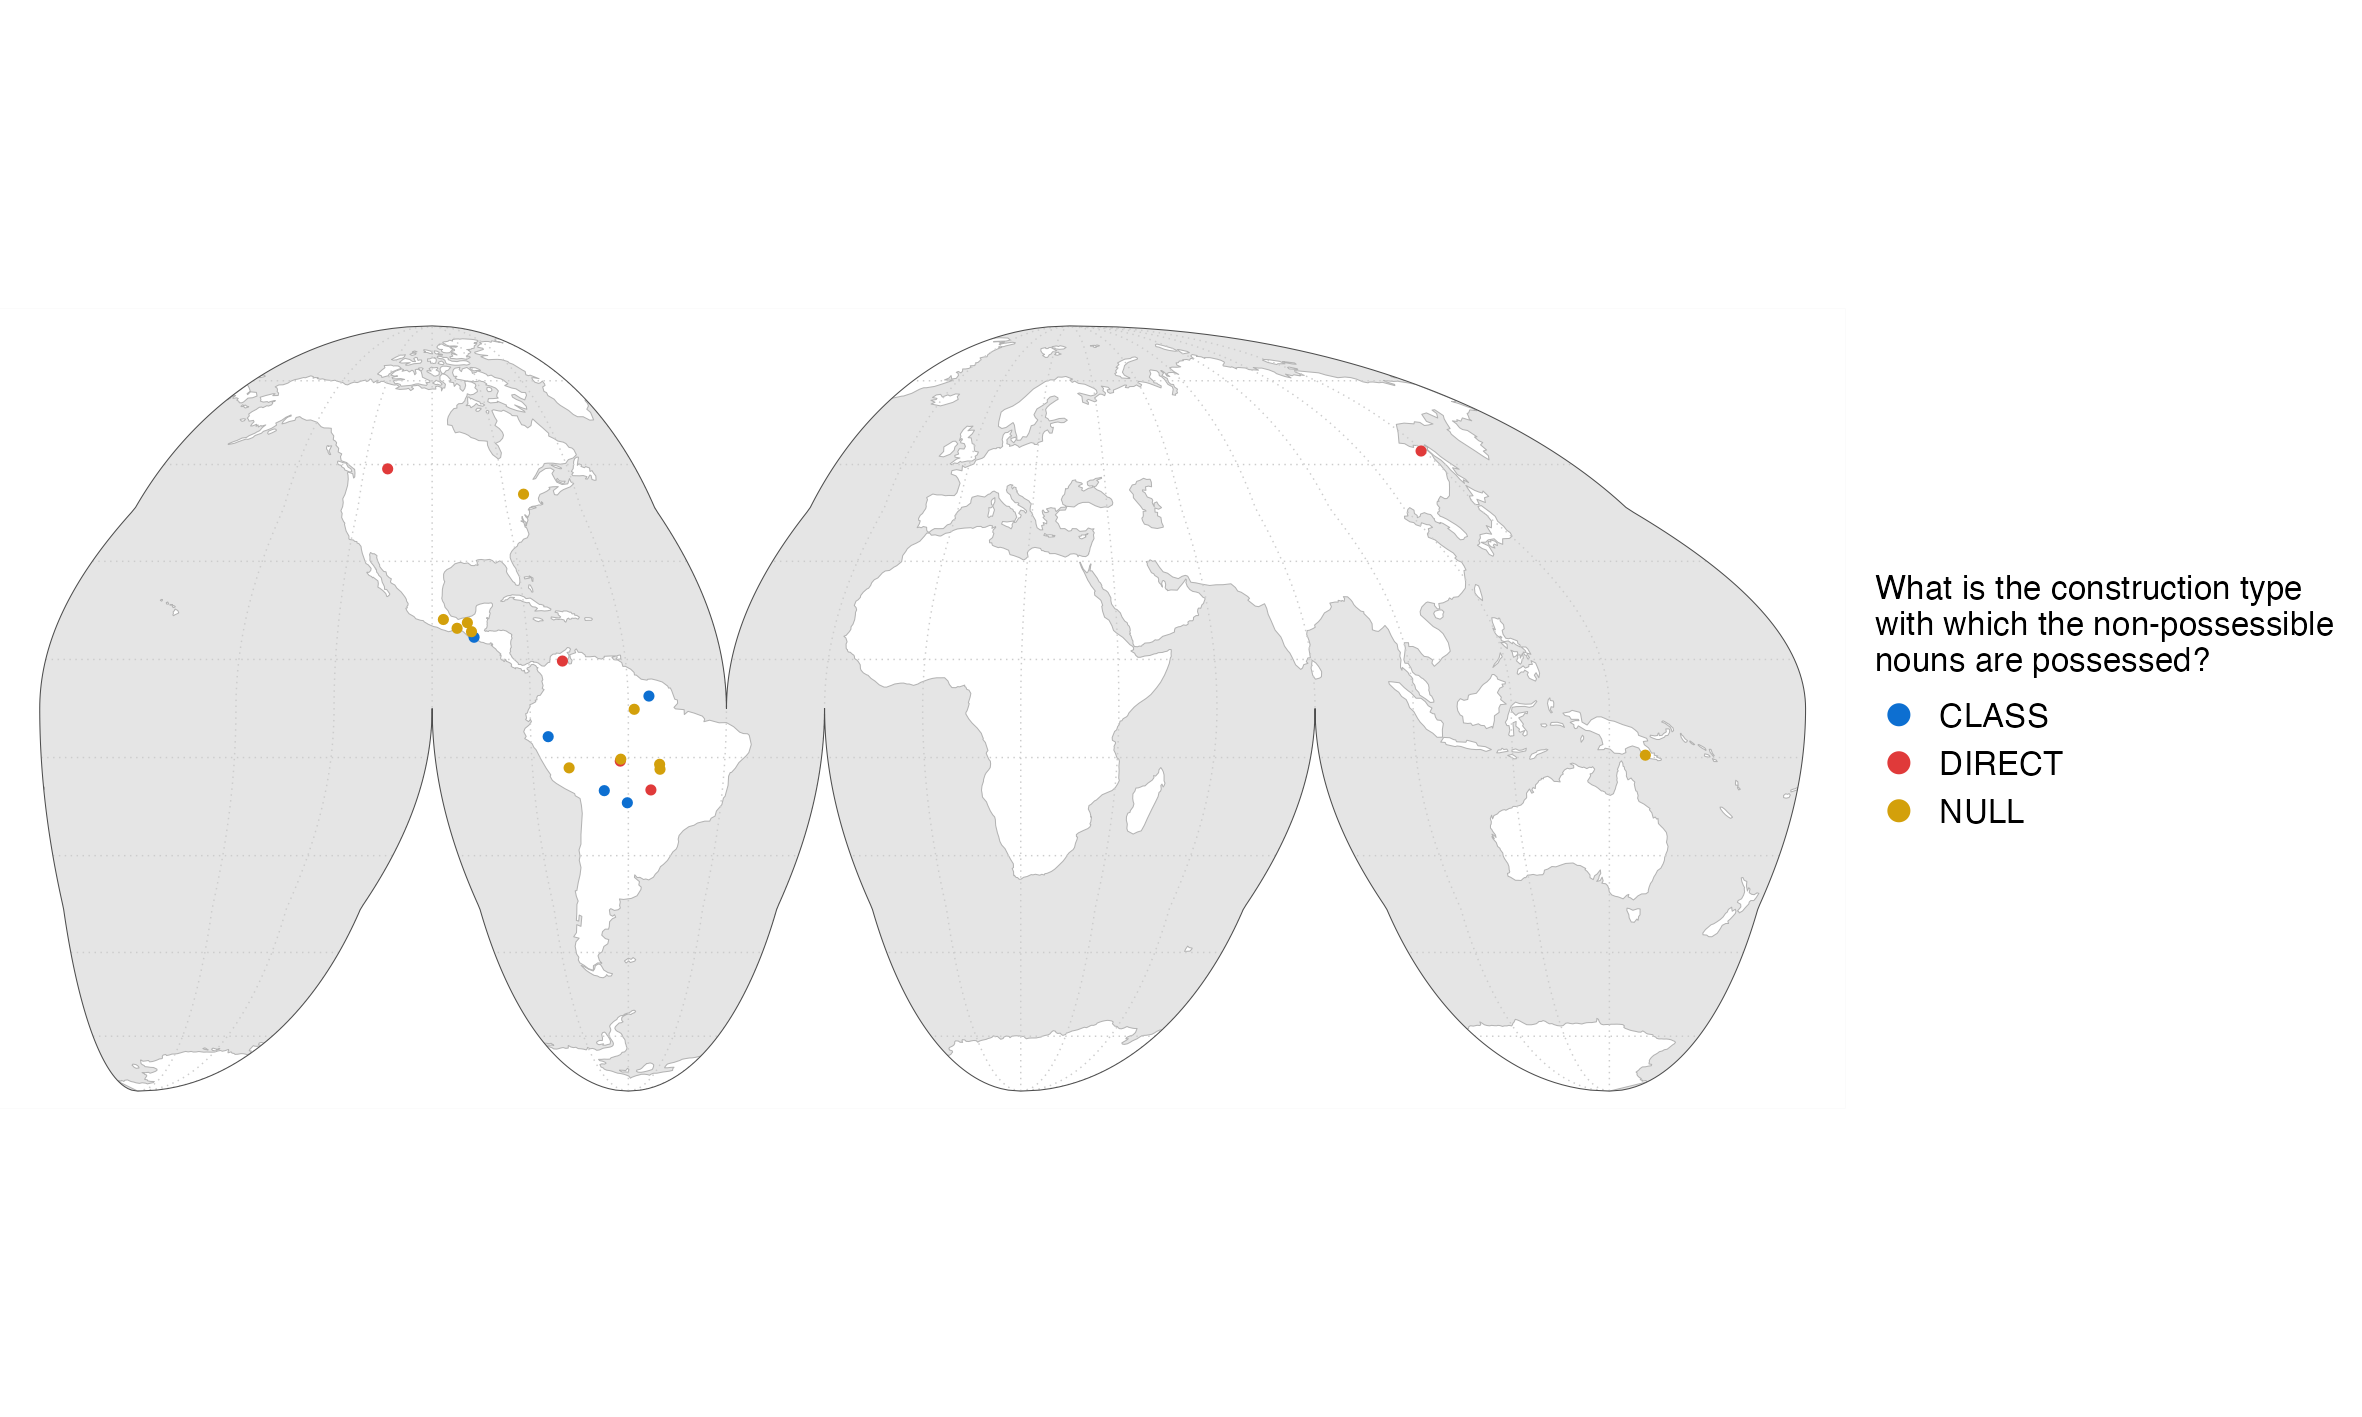 What is the construction type
with which the non-possessible
nouns are possessed?
CLASS
DIRECT
NULL